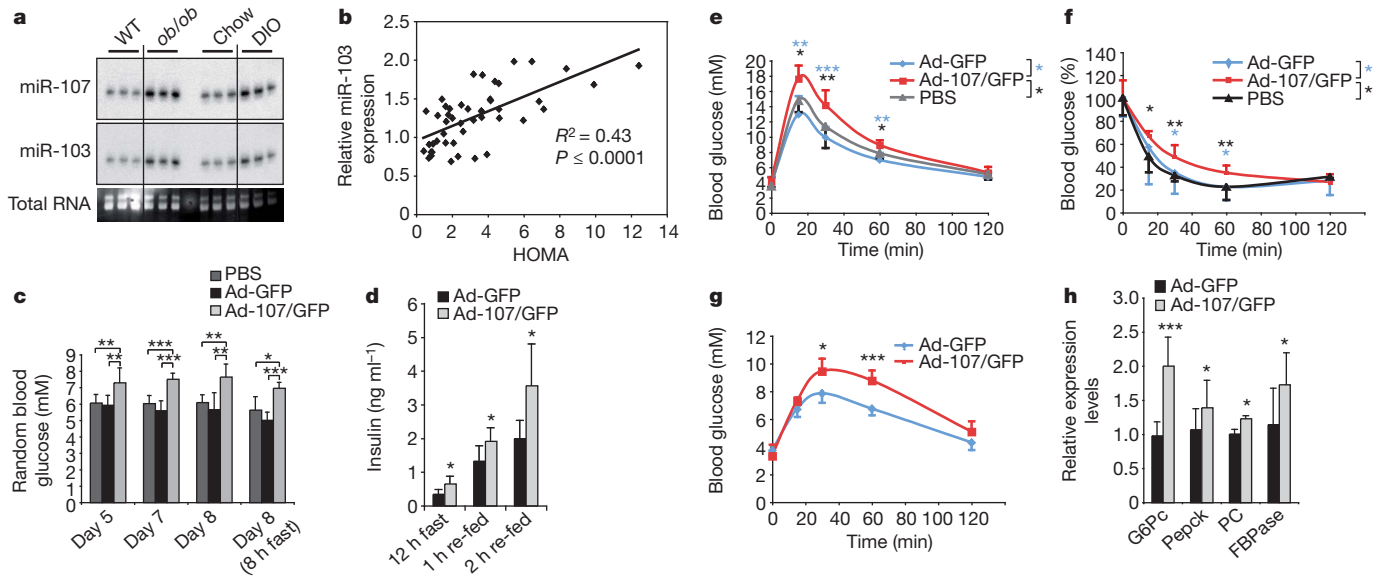 a
WT ob/ob Chow DIO
miR-107
miR-103
Total RNA
b
Relative miR-103
expression
2.5
2.0
1.5
1.0
0.5
0
R² = 0.43
P ≤ 0.0001
0 2 4 6 8 10 12 14
HOMA
c
PBS
Ad-GFP
Ad-107/GFP
Random blood
glucose (mM)
9
8
7
6
5
4
3
2
1
0
** ** *** *** ** ** * ***
Day 5 Day 7 Day 8 Day 8
(8 h fast)
d
Ad-GFP
Ad-107/GFP
Insulin (ng ml⁻¹)
6
5
4
3
2
1
0
* * *
12 h fast 1 h re-fed 2 h re-fed
e
Blood glucose (mM)
20
18
16
14
12
10
8
6
4
2
0
** *** **
* ** *
Ad-GFP *
Ad-107/GFP
PBS *
0 20 40 60 80 100 120
Time (min)
f
Blood glucose (%)
140
120
100
80
60
40
20
0
* ** **
* *
Ad-GFP *
Ad-107/GFP
PBS *
0 20 40 60 80 100 120 140
Time (min)
g
Blood glucose (mM)
12
10
8
6
4
2
0
* ***
Ad-GFP
Ad-107/GFP
0 20 40 60 80 100 120
Time (min)
h
Ad-GFP
Ad-107/GFP
Relative expression
levels
3.0
2.5
2.0
1.5
1.0
0.5
0
*** * * *
G6Pc Pepck PC FBPase